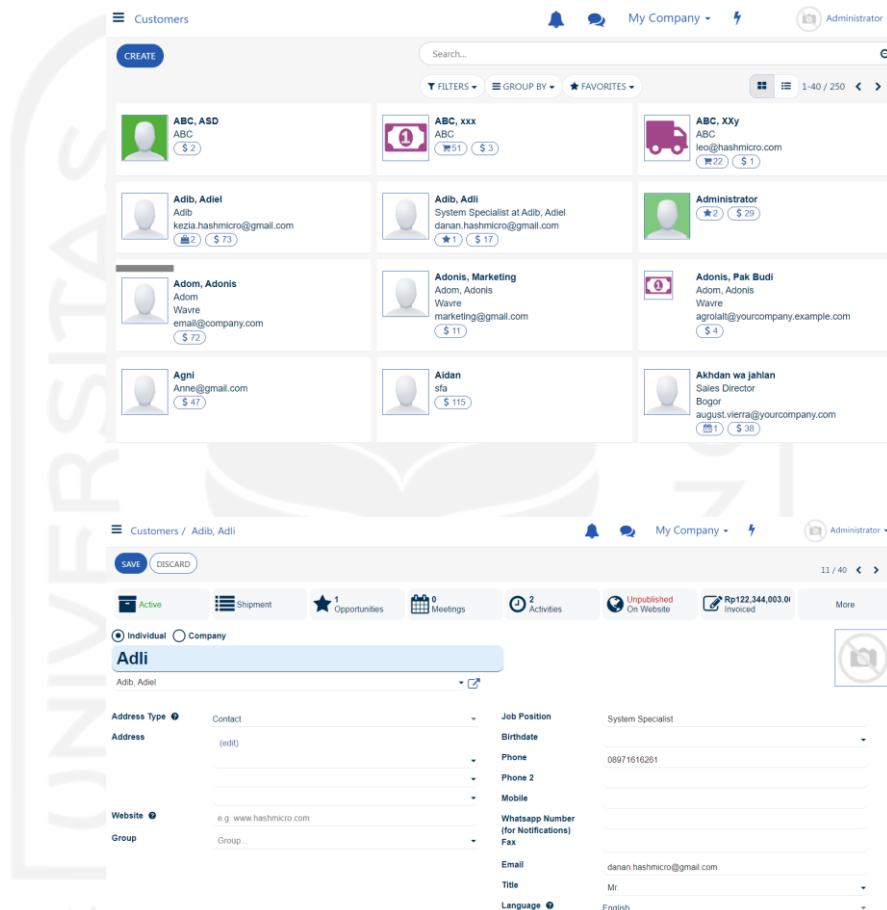 Customers
My Company
Administrator
CREATE
Search...
FILTERS
GROUP BY
FAVORITES
1-40 / 250
ABC, ASD
ABC
$ 2
ABC, xxx
ABC
51 $ 3
ABC, XXy
ABC
leo@hashmicro.com
22 $ 1
Adib, Adiel
Adib
kezia.hashmicro@gmail.com
2 $ 73
Adib, Adli
System Specialist at Adib, Adiel
danan.hashmicro@gmail.com
1 $ 17
Administrator
2 $ 29
Adom, Adonis
Adom
Wavre
email@company.com
$ 72
Adonis, Marketing
Adom, Adonis
Wavre
marketing@gmail.com
$ 11
Adonis, Pak Budi
Adom, Adonis
Wavre
agrolait@yourcompany.example.com
$ 4
Agni
Anne@gmail.com
$ 47
Aidan
sfa
$ 115
Akhdan wa jahlan
Sales Director
Bogor
august.vierra@yourcompany.com
1 $ 38
UNIVERSITAS
Customers / Adib, Adli
My Company
Administrator
SAVE DISCARD
11 / 40
Active
Shipment
1
Opportunities
0
Meetings
2
Activities
Unpublished
On Website
Rp122,344,003.0
Invoiced
More
Individual Company
Adli
Adib, Adiel
Address Type Contact
Address (edit)
Website e.g. www.hashmicro.com
Group Group...
Job Position System Specialist
Birthdate
Phone 08971616261
Phone 2
Mobile
Whatsapp Number
(for Notifications)
Fax
Email danan.hashmicro@gmail.com
Title Mr.
Language English